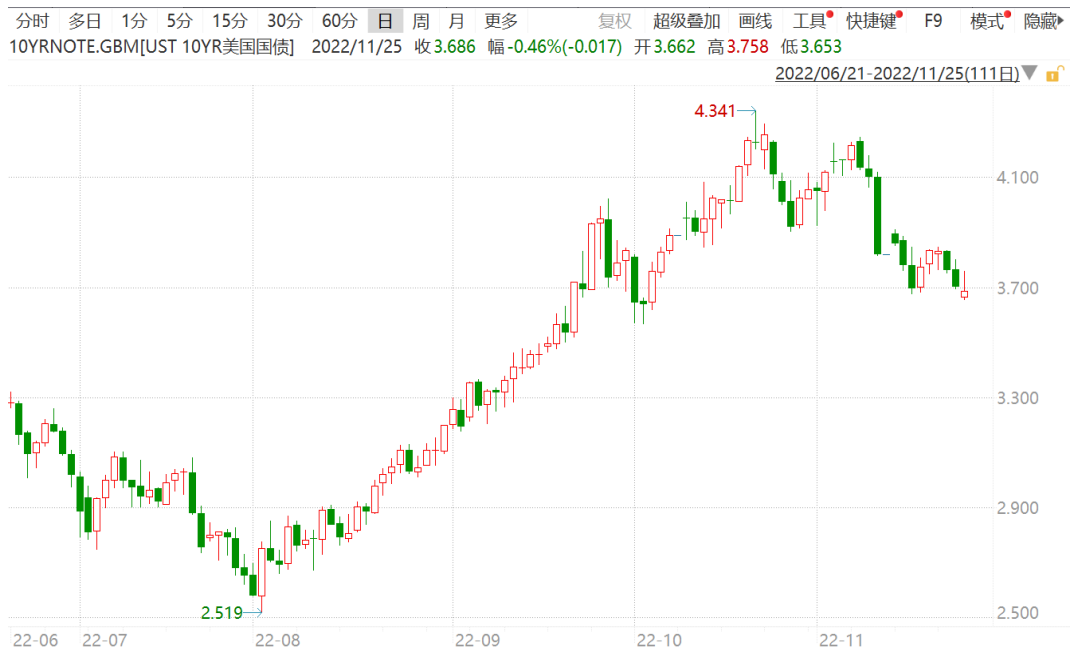 分时 多日 1分 5分 15分 30分 60分 日 周 月 更多 复权 超级叠加 画线 工具 快捷键 F9 模式 隐藏
10YRNOTE.GBM[UST 10YR美国国债] 2022/11/25 收3.686 幅-0.46%(-0.017) 开3.662 高3.758 低3.653
2022/06/21-2022/11/25(111日)
4.341
4.100
3.700
3.300
2.900
2.519
2.500
22-06 22-07 22-08 22-09 22-10 22-11